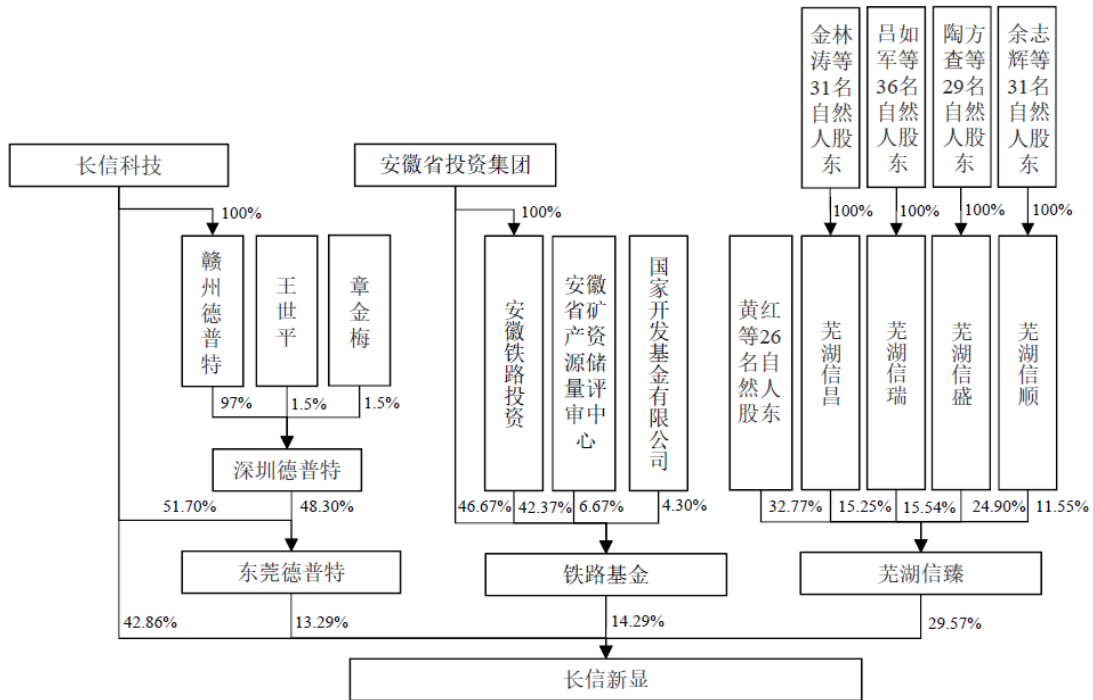 金林
涛等
31名
自然
人股
东
吕如
军等
36名
自然
人股
东
陶方
查等
29名
自然
人股
东
余志
辉等
31名
自然
人股
东
长信科技
安徽省投资集团
100%
100%
100%
100%
100%
100%
赣州德普特
王世平
章金梅
安徽铁路投资
安徽
省矿
产资
源储
量评
审中
心
国家开发基金有限公司
黄红
等26
名自
然人
股东
芜湖信昌
芜湖信瑞
芜湖信盛
芜湖信顺
97%
1.5%
1.5%
深圳德普特
51.70%
48.30%
46.67%
42.37%
6.67%
4.30%
32.77%
15.25%
15.54%
24.90%
11.55%
东莞德普特
铁路基金
芜湖信臻
42.86%
13.29%
14.29%
29.57%
长信新显